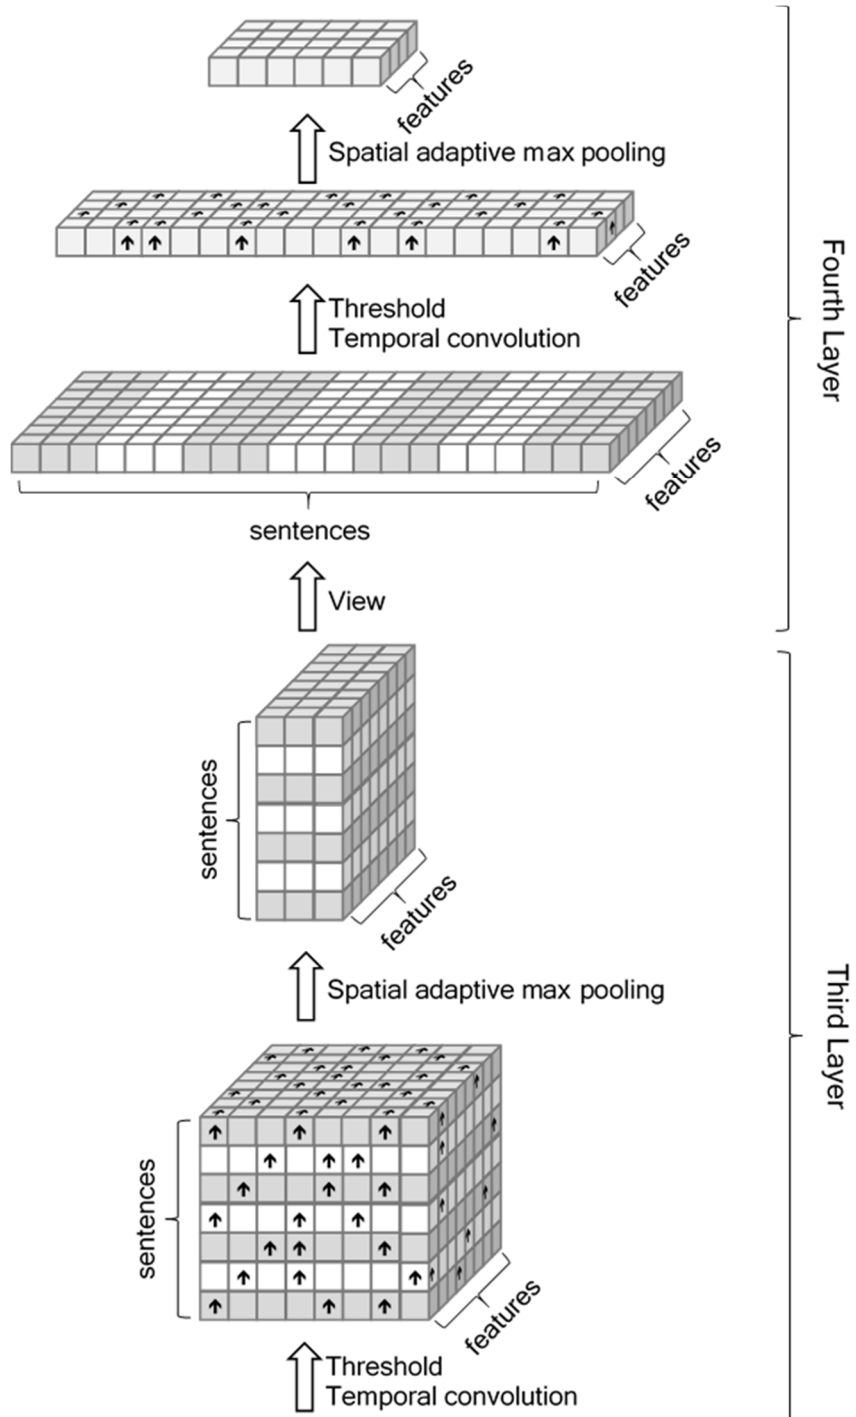 features
Spatial adaptive max pooling
features
Threshold
Temporal convolution
features
sentences
View
Fourth Layer
sentences
features
Spatial adaptive max pooling
sentences
features
Threshold
Temporal convolution
Third Layer